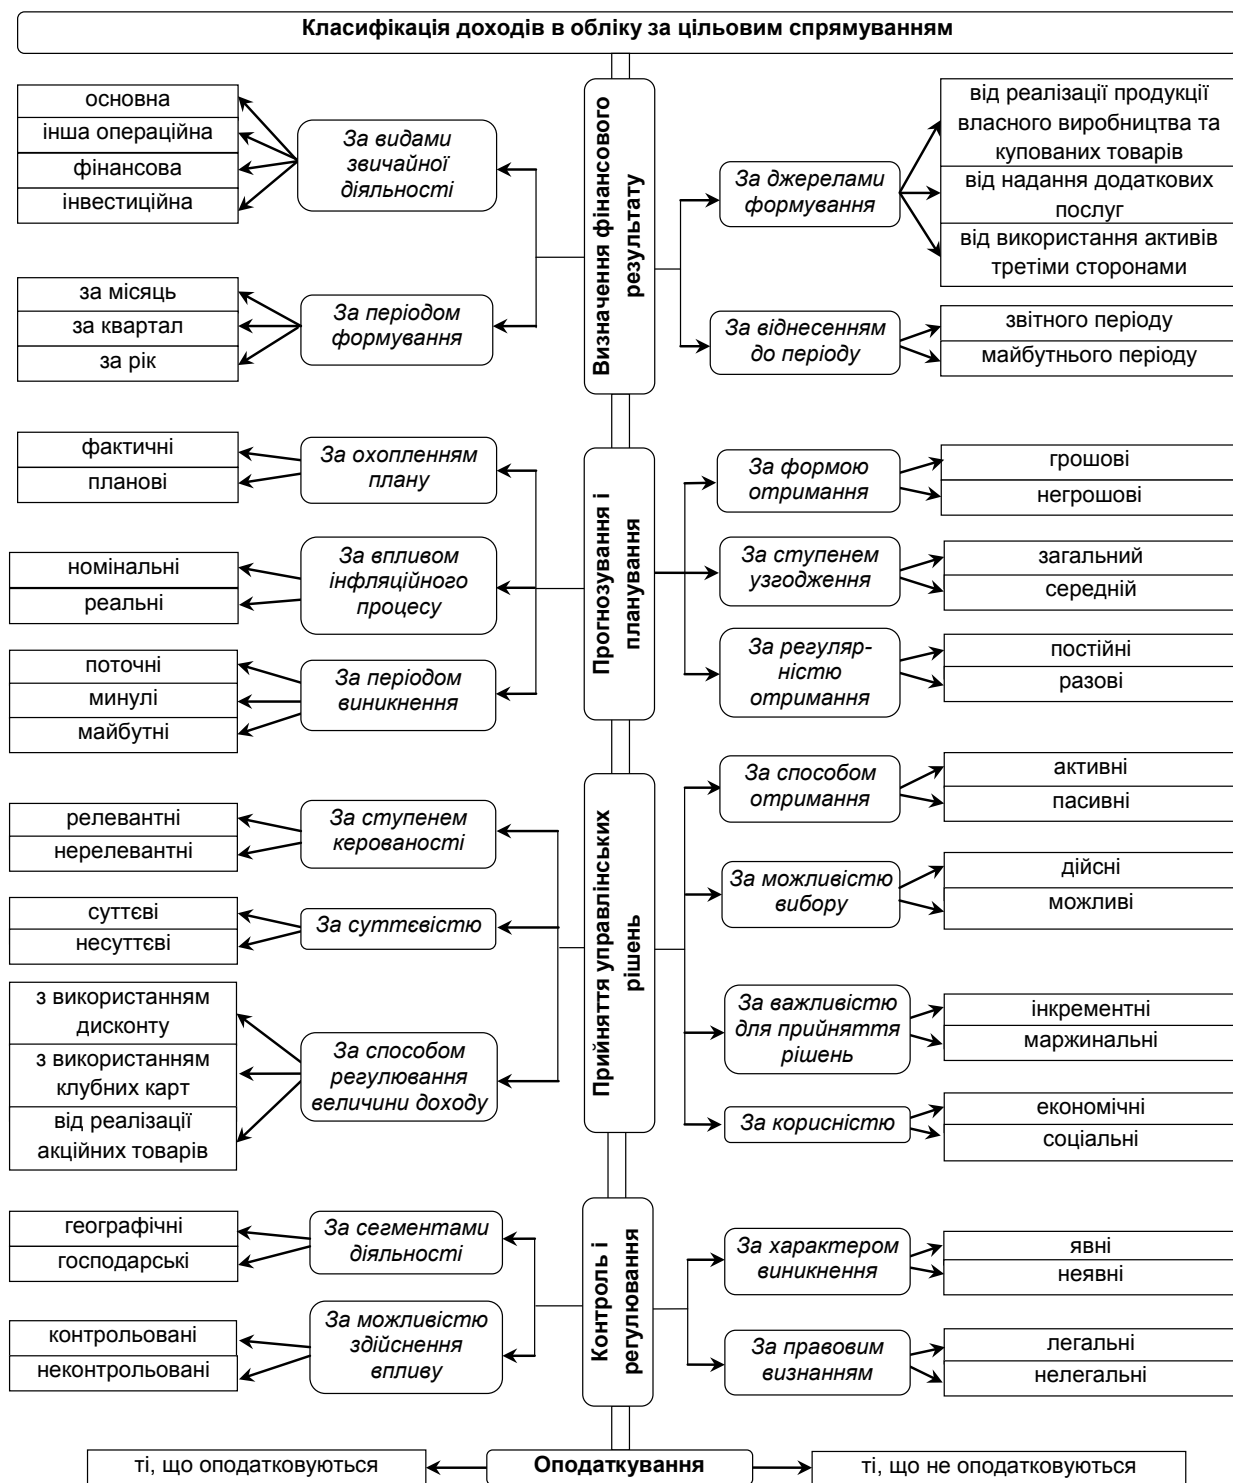 Класифікація доходів в обліку за цільовим спрямуванням
Визначення фінансового
результату
основна
інша операційна
фінансова
інвестиційна
За видами
звичайної
діяльності
за місяць
за квартал
за рік
За періодом
формування
За джерелами
формування
від реалізації продукції
власного виробництва та
купованих товарів
від надання додаткових
послуг
від використання активів
третіми сторонами
За віднесенням
до періоду
звітного періоду
майбутнього періоду
Прогнозування і
планування
фактичні
планові
За охопленням
плану
номінальні
реальні
За впливом
інфляційного
процесу
поточні
минулі
майбутні
За періодом
виникнення
За формою
отримання
грошові
негрошові
За ступенем
узгодження
загальний
середній
За регуляр-
ністю
отримання
постійні
разові
Прийняття управлінських
рішень
релевантні
нерелевантні
За ступенем
керованості
суттєві
несуттєві
За суттєвістю
з використанням
дисконту
з використанням
клубних карт
від реалізації
акційних товарів
За способом
регулювання
величини доходу
За способом
отримання
активні
пасивні
За можливістю
вибору
дійсні
можливі
За важливістю
для прийняття
рішень
інкрементні
маржинальні
За корисністю
економічні
соціальні
Контроль і
регулювання
географічні
господарські
За сегментами
діяльності
контрольовані
неконтрольовані
За можливістю
здійснення
впливу
За характером
виникнення
явні
неявні
За правовим
визнанням
легальні
нелегальні
ті, що оподатковуються
Оподаткування
ті, що не оподатковуються